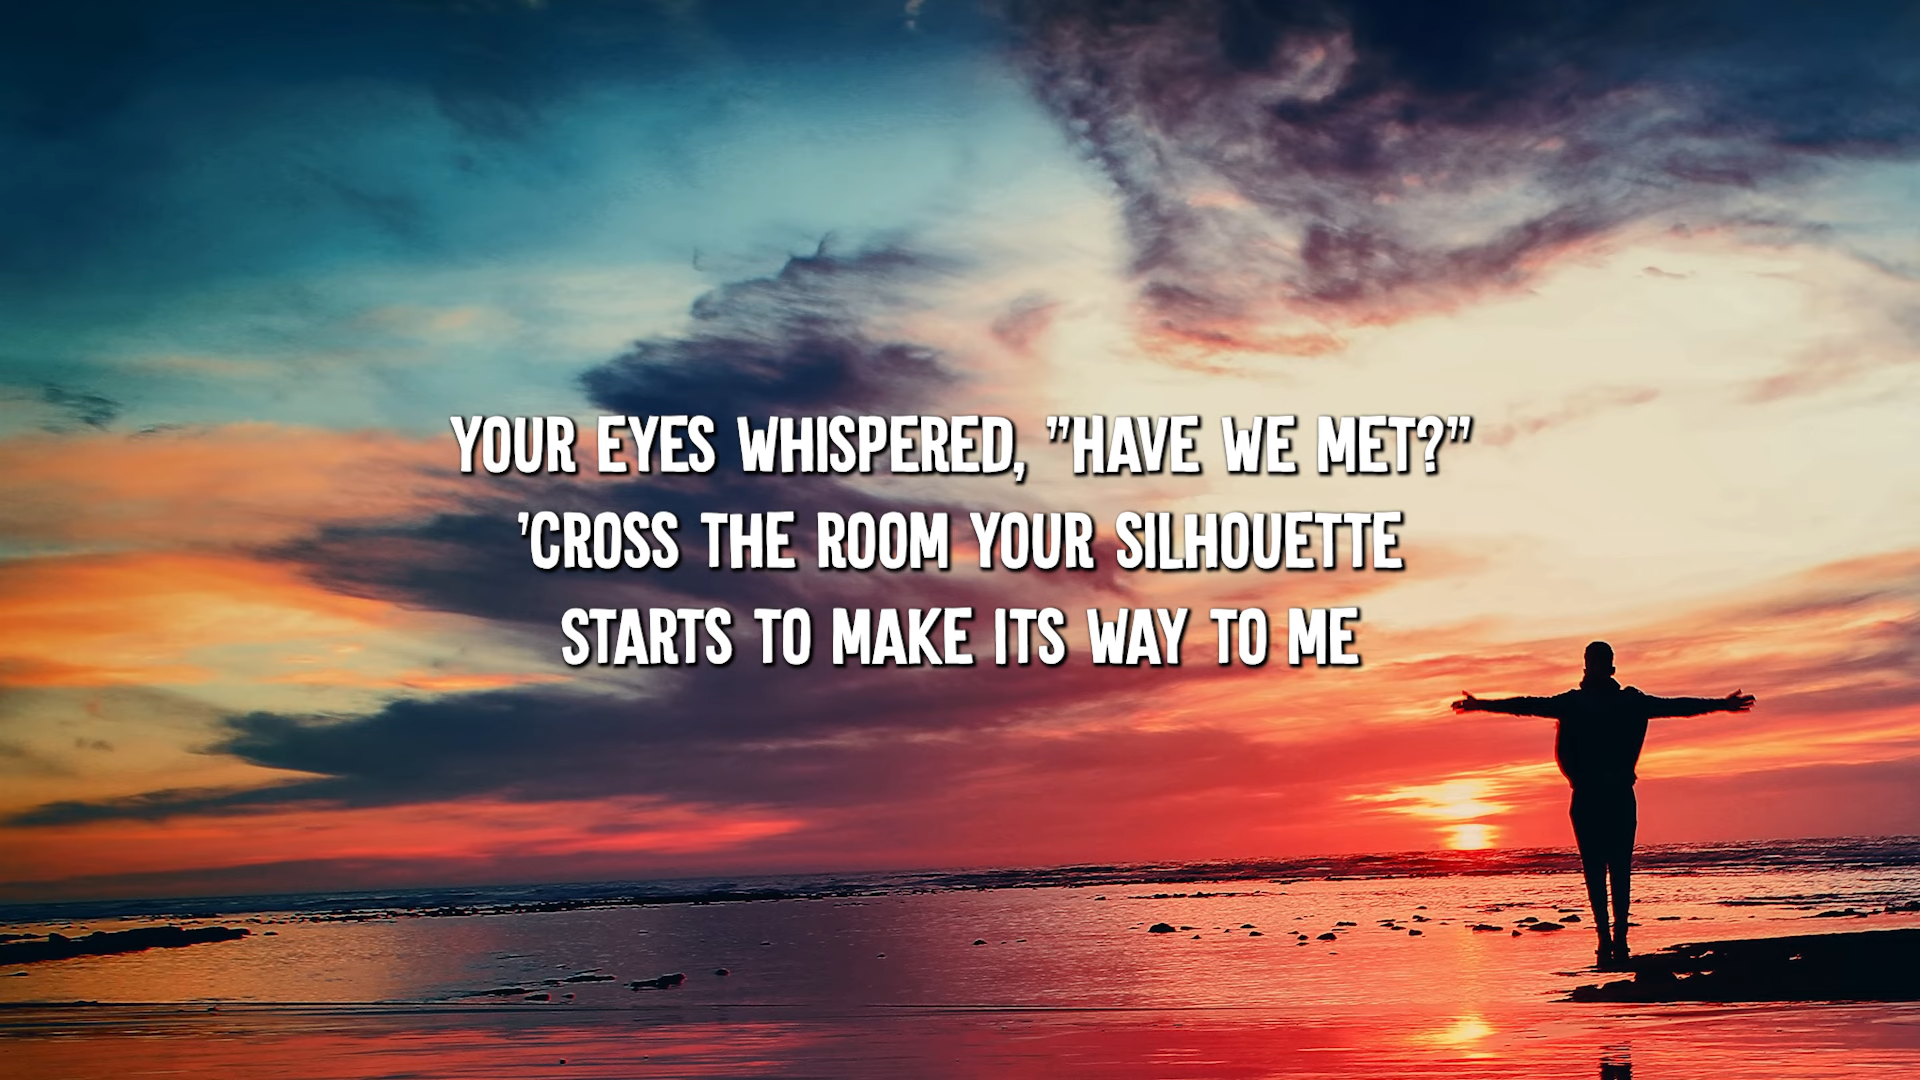 YOUR EYES WHISPERED, "HAVE WE MET?"
'CROSS THE ROOM YOUR SILHOUETTE
STARTS TO MAKE ITS WAY TO ME